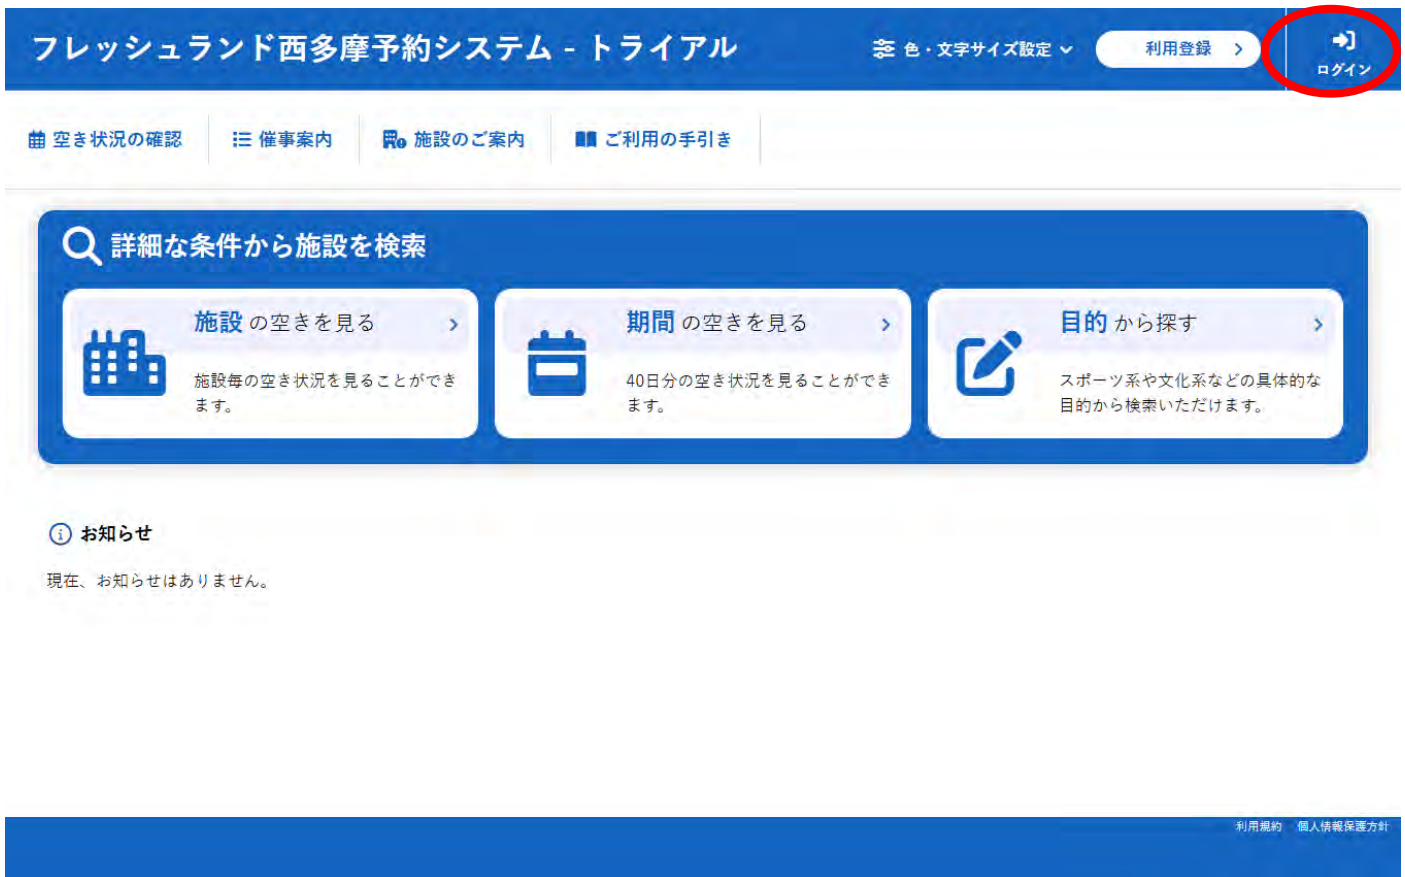 フレッシュランド西多摩予約システム - トライアル
色・文字サイズ設定
利用登録
ログイン
空き状況の確認
催事案内
施設のご案内
ご利用の手引き
詳細な条件から施設を検索
施設 の空きを見る
施設毎の空き状況を見ることができ
ます。
期間 の空きを見る
40日分の空き状況を見ることができ
ます。
目的 から探す
スポーツ系や文化系などの具体的な
目的から検索いただけます。
お知らせ
現在、お知らせはありません。
利用規約 個人情報保護方針